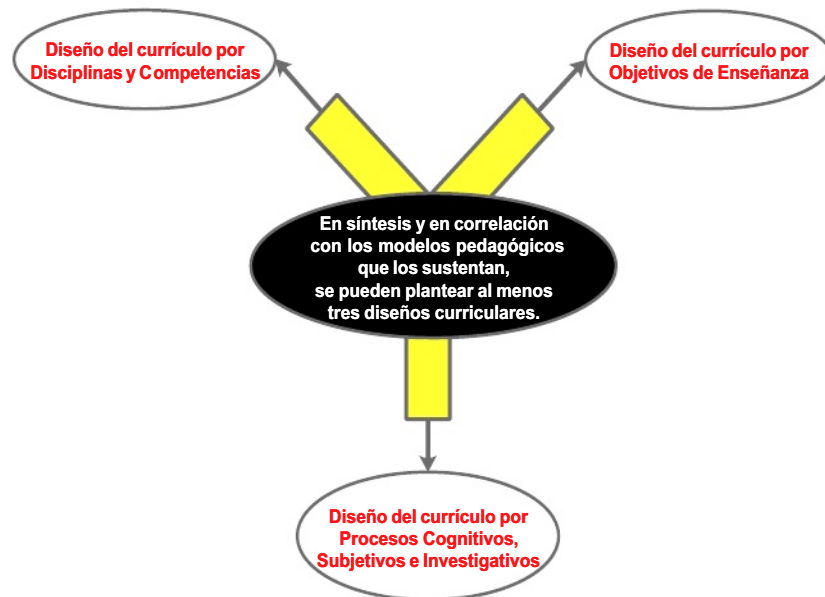 Diseño del currículo por
Disciplinas y Competencias
Diseño del currículo por
Objetivos de Enseñanza
En síntesis y en correlación
con los modelos pedagógicos
que los sustentan,
se pueden plantear al menos
tres diseños curriculares.
Diseño del currículo por
Procesos Cognitivos,
Subjetivos e Investigativos